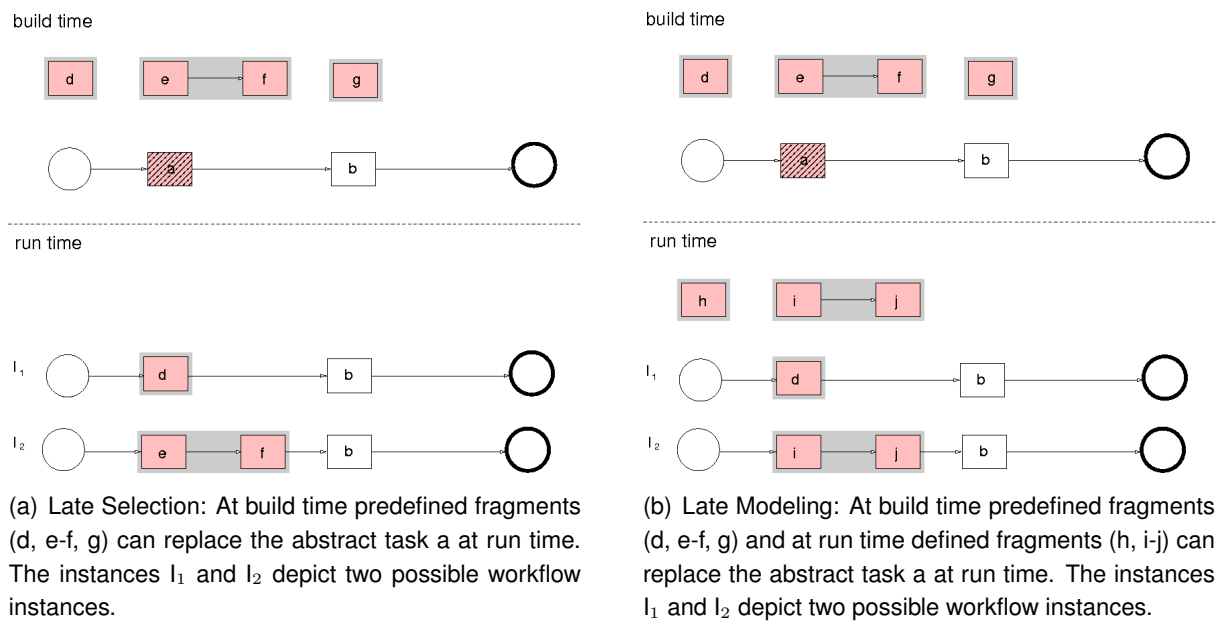 build time
d
e
f
g
a
b
run time
I₁
d
b
I₂
e
f
b
(a) Late Selection: At build time predefined fragments
(d, e-f, g) can replace the abstract task a at run time.
The instances I₁ and I₂ depict two possible workflow
instances.
build time
d
e
f
g
a
b
run time
h
i
j
I₁
d
b
I₂
i
j
b
(b) Late Modeling: At build time predefined fragments
(d, e-f, g) and at run time defined fragments (h, i-j) can
replace the abstract task a at run time. The instances
I₁ and I₂ depict two possible workflow instances.